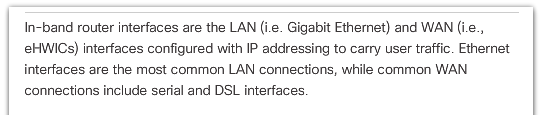 In-band router interfaces are the LAN (i.e. Gigabit Ethernet) and WAN (i.e.,
eHWICs) interfaces configured with IP addressing to carry user traffic. Ethernet
interfaces are the most common LAN connections, while common WAN
connections include serial and DSL interfaces.